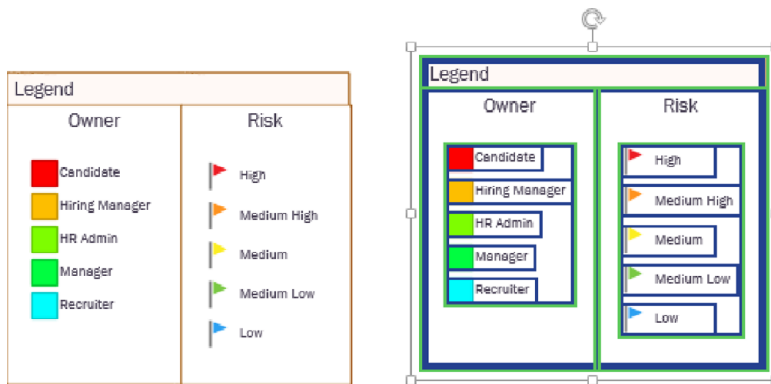 Legend
Owner
Candidate
Hiring Manager
HR Admin
Manager
Recruiter
Risk
High
Medium High
Medium
Medium Low
Low
Legend
Owner
Candidate
Hiring Manager
HR Admin
Manager
Recruiter
Risk
High
Medium High
Medium
Medium Low
Low